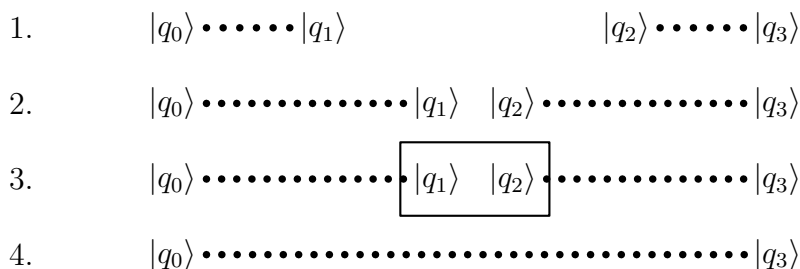 1. |q₀⟩ |q₁⟩ |q₂⟩ |q₃⟩
2. |q₀⟩ |q₁⟩ |q₂⟩ |q₃⟩
3. |q₀⟩ |q₁⟩ |q₂⟩ |q₃⟩
4. |q₀⟩ |q₃⟩